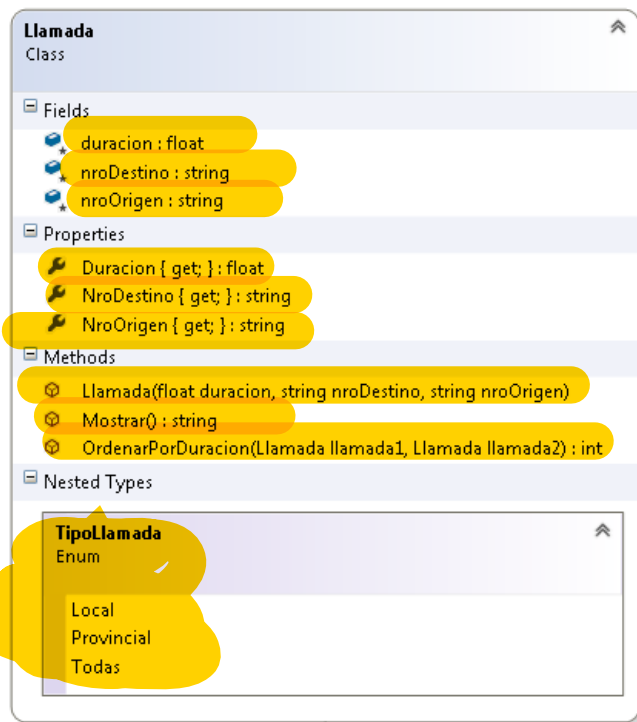 Llamada
Class
Fields
duracion : float
nroDestino : string
nroOrigen : string
Properties
Duracion { get; } : float
NroDestino { get; } : string
NroOrigen { get; } : string
Methods
Llamada(float duracion, string nroDestino, string nroOrigen)
Mostrar() : string
OrdenarPorDuracion(Llamada llamada1, Llamada llamada2) : int
Nested Types
TipoLlamada
Enum
Local
Provincial
Todas